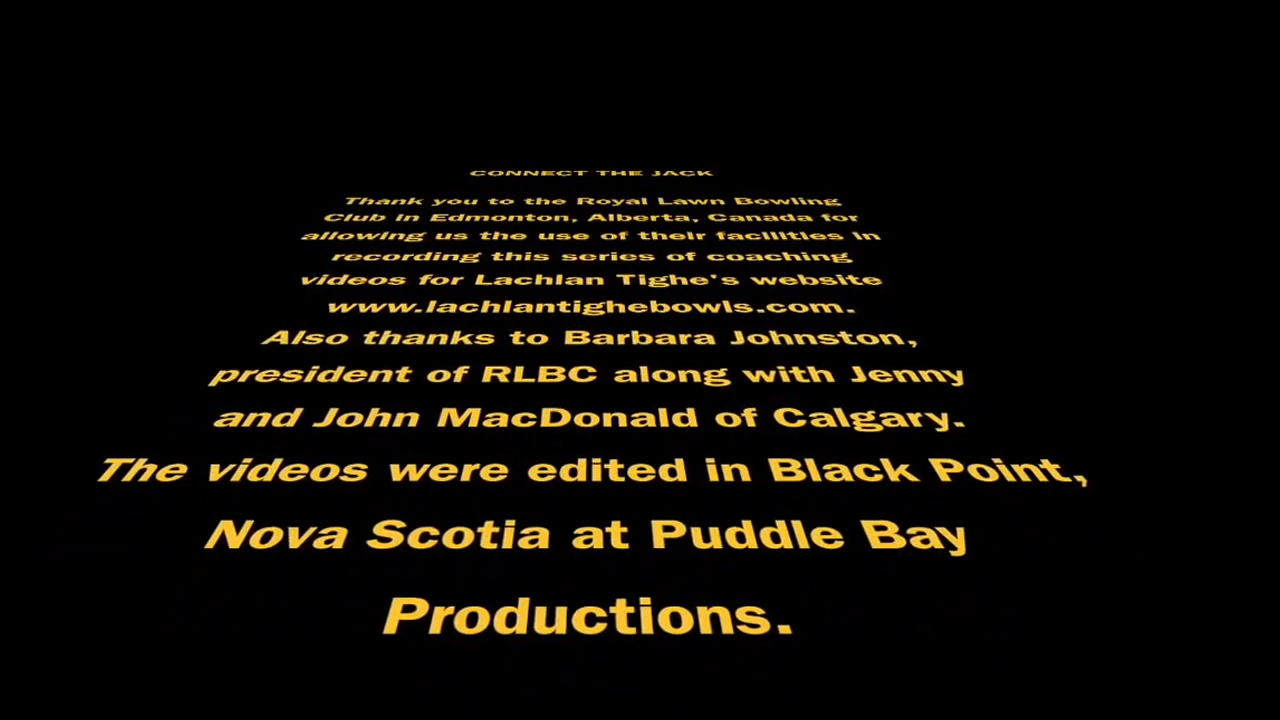 CONNECT THE JACK
Thank you to the Royal Lawn Bowling
Club in Edmonton, Alberta, Canada for
allowing us the use of their facilities in
recording this series of coaching
videos for Lachlan Tighe's website
www.lachlantighebowls.com.
Also thanks to Barbara Johnston,
president of RLBC along with Jenny
and John MacDonald of Calgary.
The videos were edited in Black Point,
Nova Scotia at Puddle Bay
Productions.